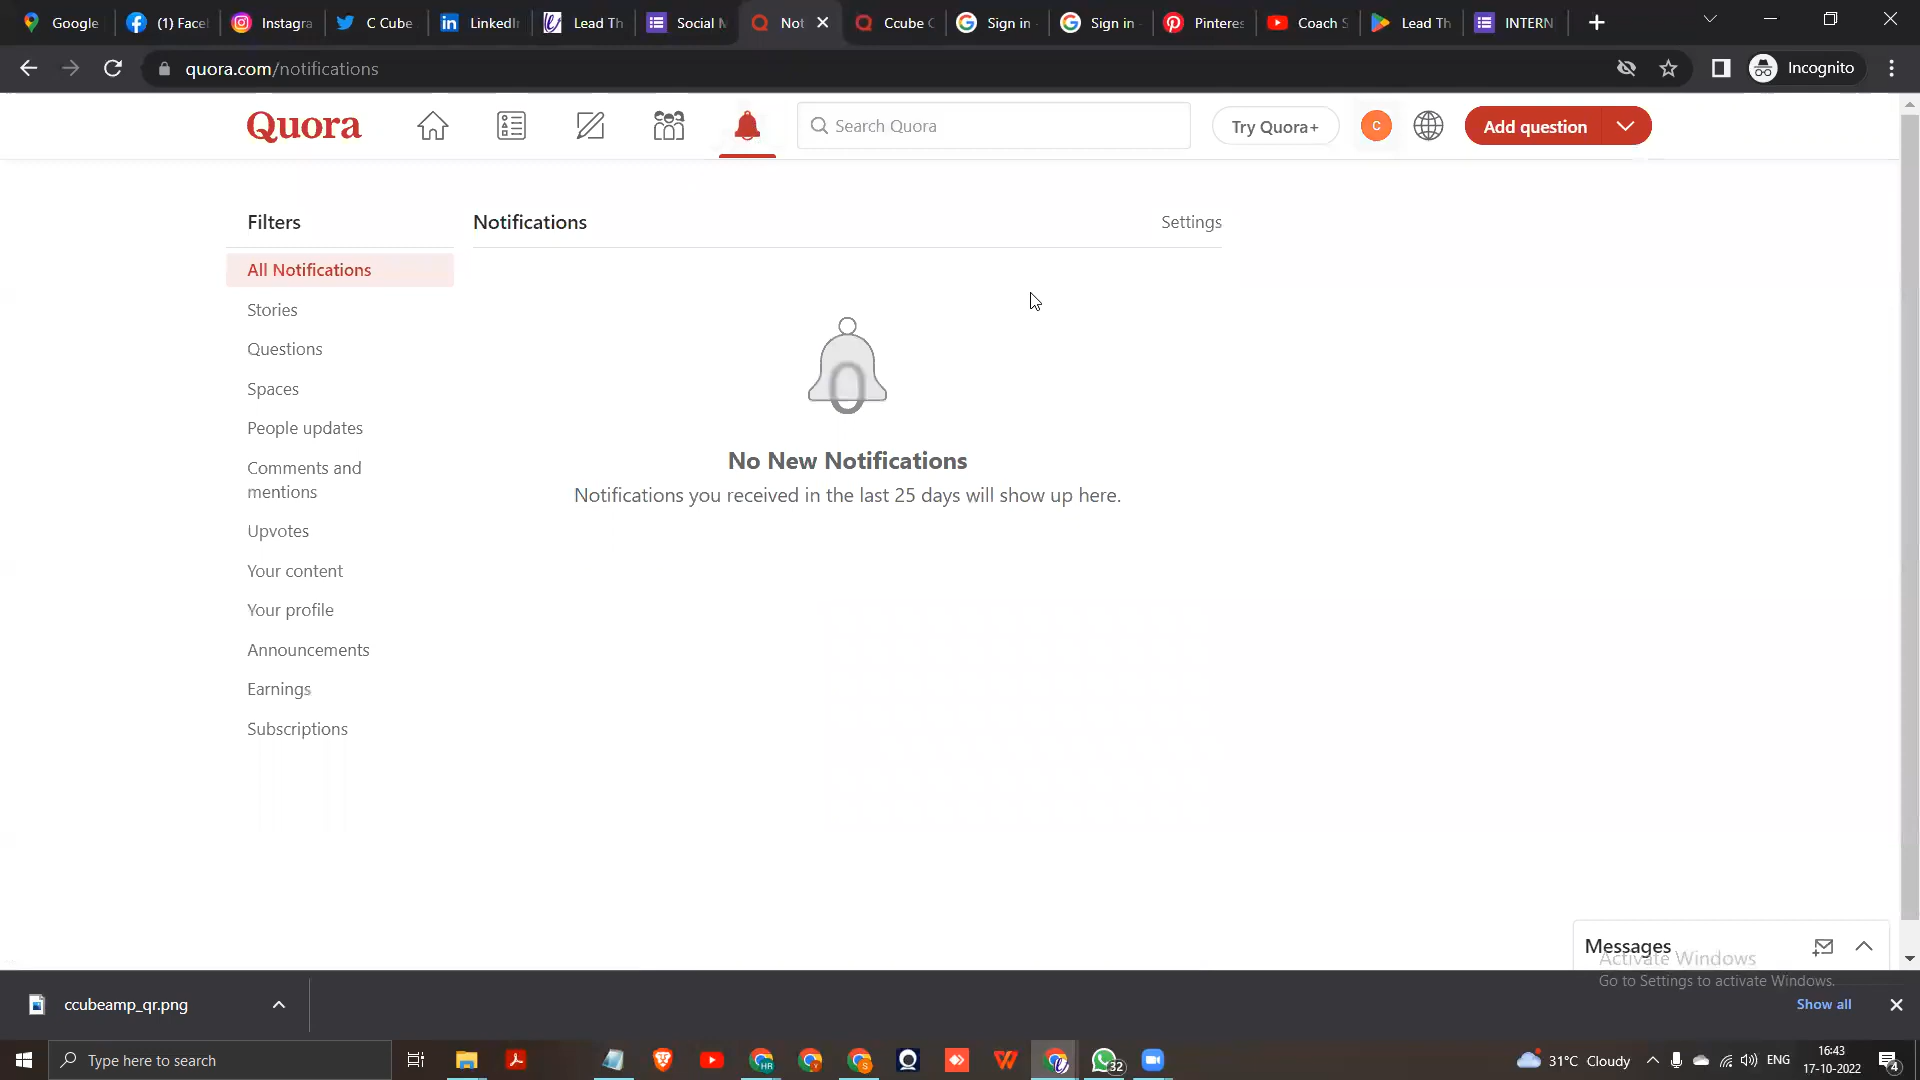 Google
(1) Facel
Instagra
C Cube
LinkedIr
Lead Th
Social M
Not
Ccube C
Sign in
Sign in
Pinteres
Coach S
Lead Th
INTERN
quora.com/notifications
Incognito
Quora
Search Quora
Try Quora+
C
Add question
Filters
Notifications
Settings
All Notifications
Stories
Questions
Spaces
People updates
Comments and
mentions
Upvotes
Your content
Your profile
Announcements
Earnings
Subscriptions
No New Notifications
Notifications you received in the last 25 days will show up here.
Messages
Activate Windows
Go to Settings to activate Windows.
ccubeamp_qr.png
Show all
Type here to search
32
31°C Cloudy
ENG
16:43
17-10-2022
4